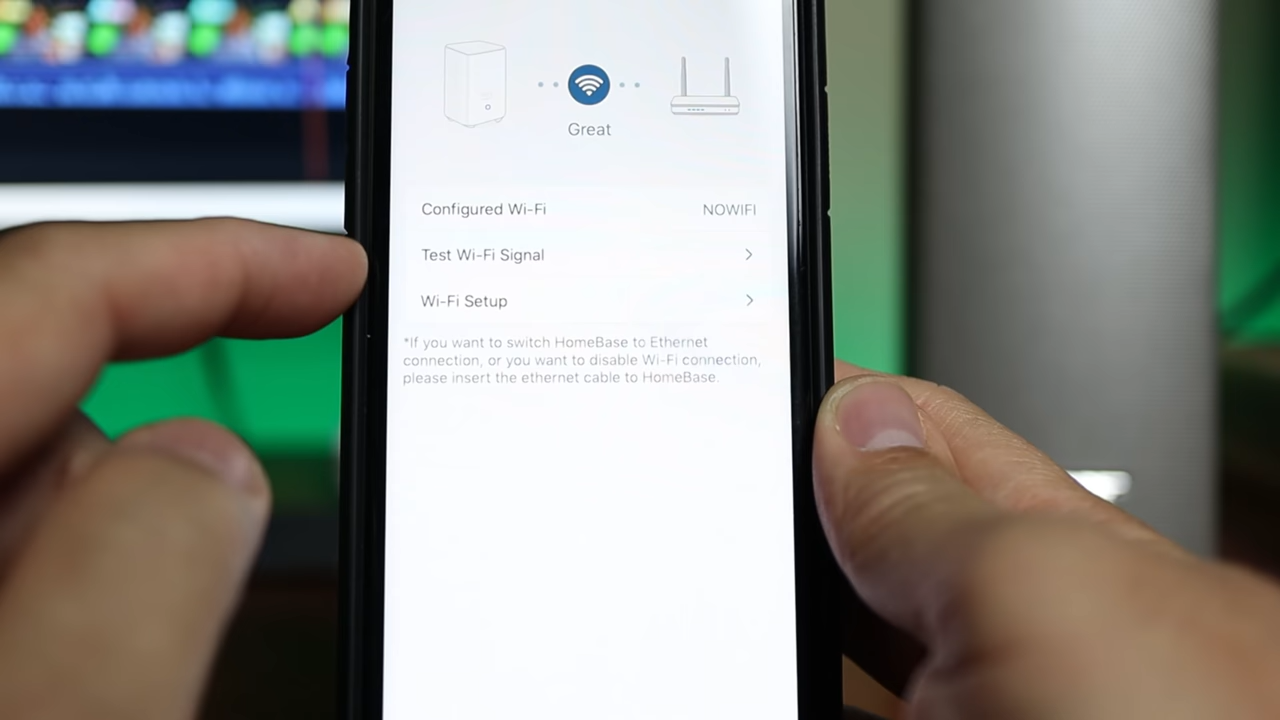 Great
Configured Wi-Fi NOWIFI
Test Wi-Fi Signal
Wi-Fi Setup
*If you want to switch HomeBase to Ethernet
connection, or you want to disable Wi-Fi connection,
please insert the ethernet cable to HomeBase.